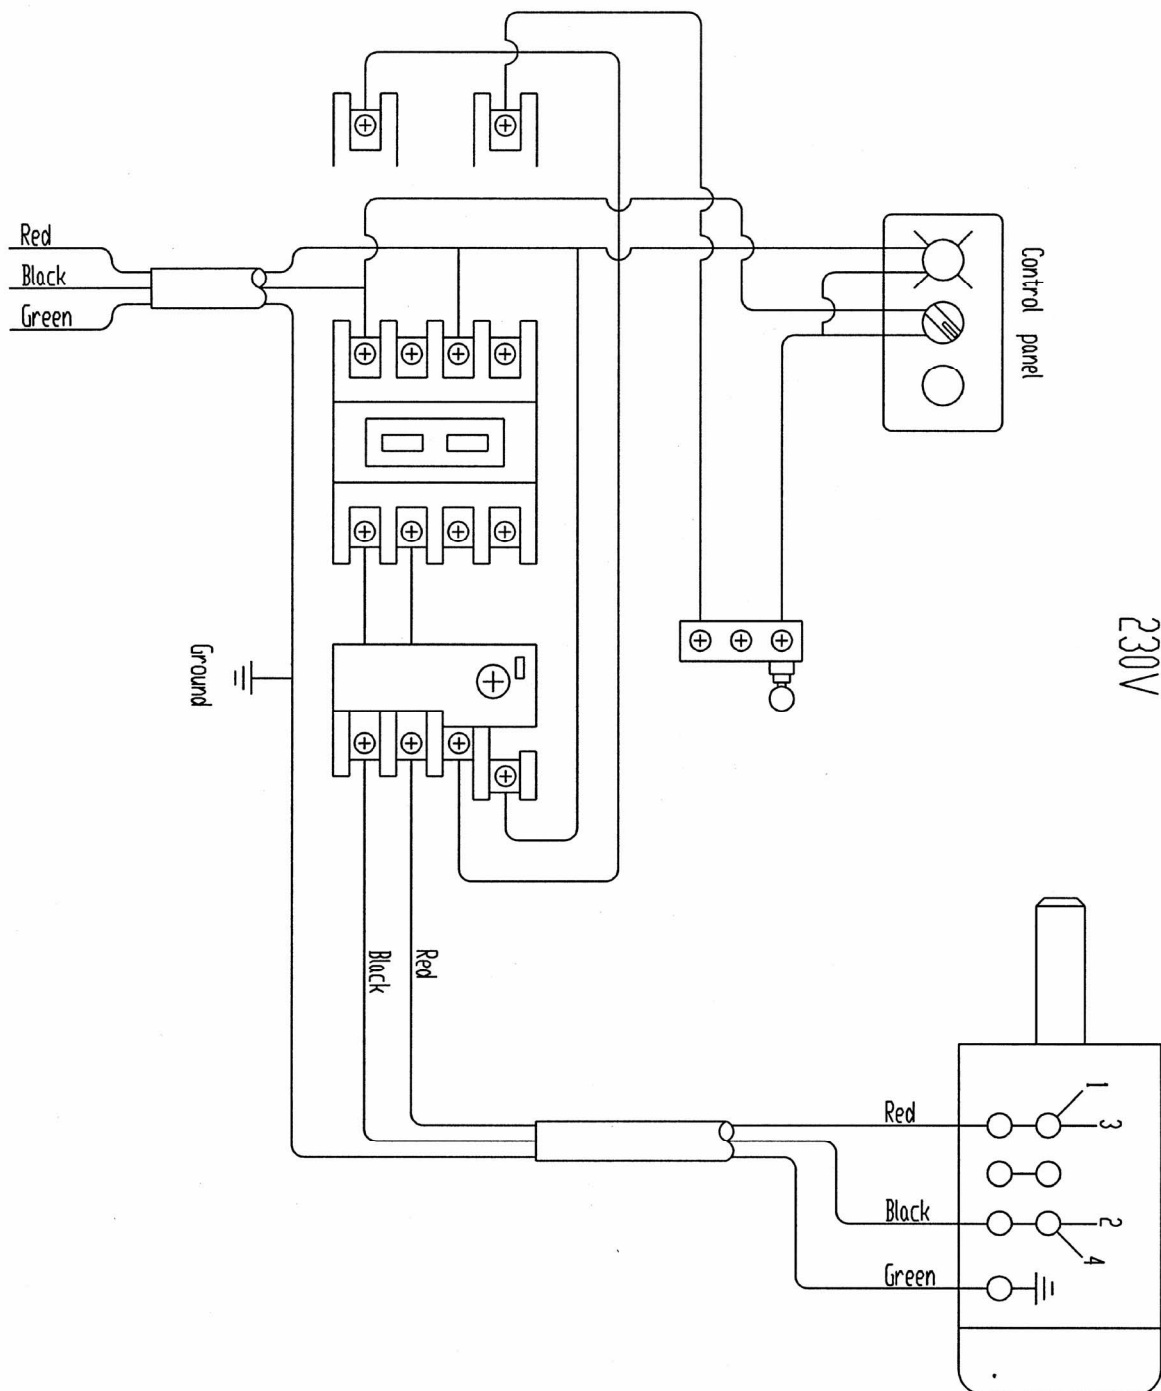 Red
Black
Green
Control panel
230V
Ground
Red
Black
Red
Black
Green
1
3
2
4